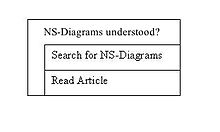 NS-Diagrams understood?
Search for NS-Diagrams
Read Article